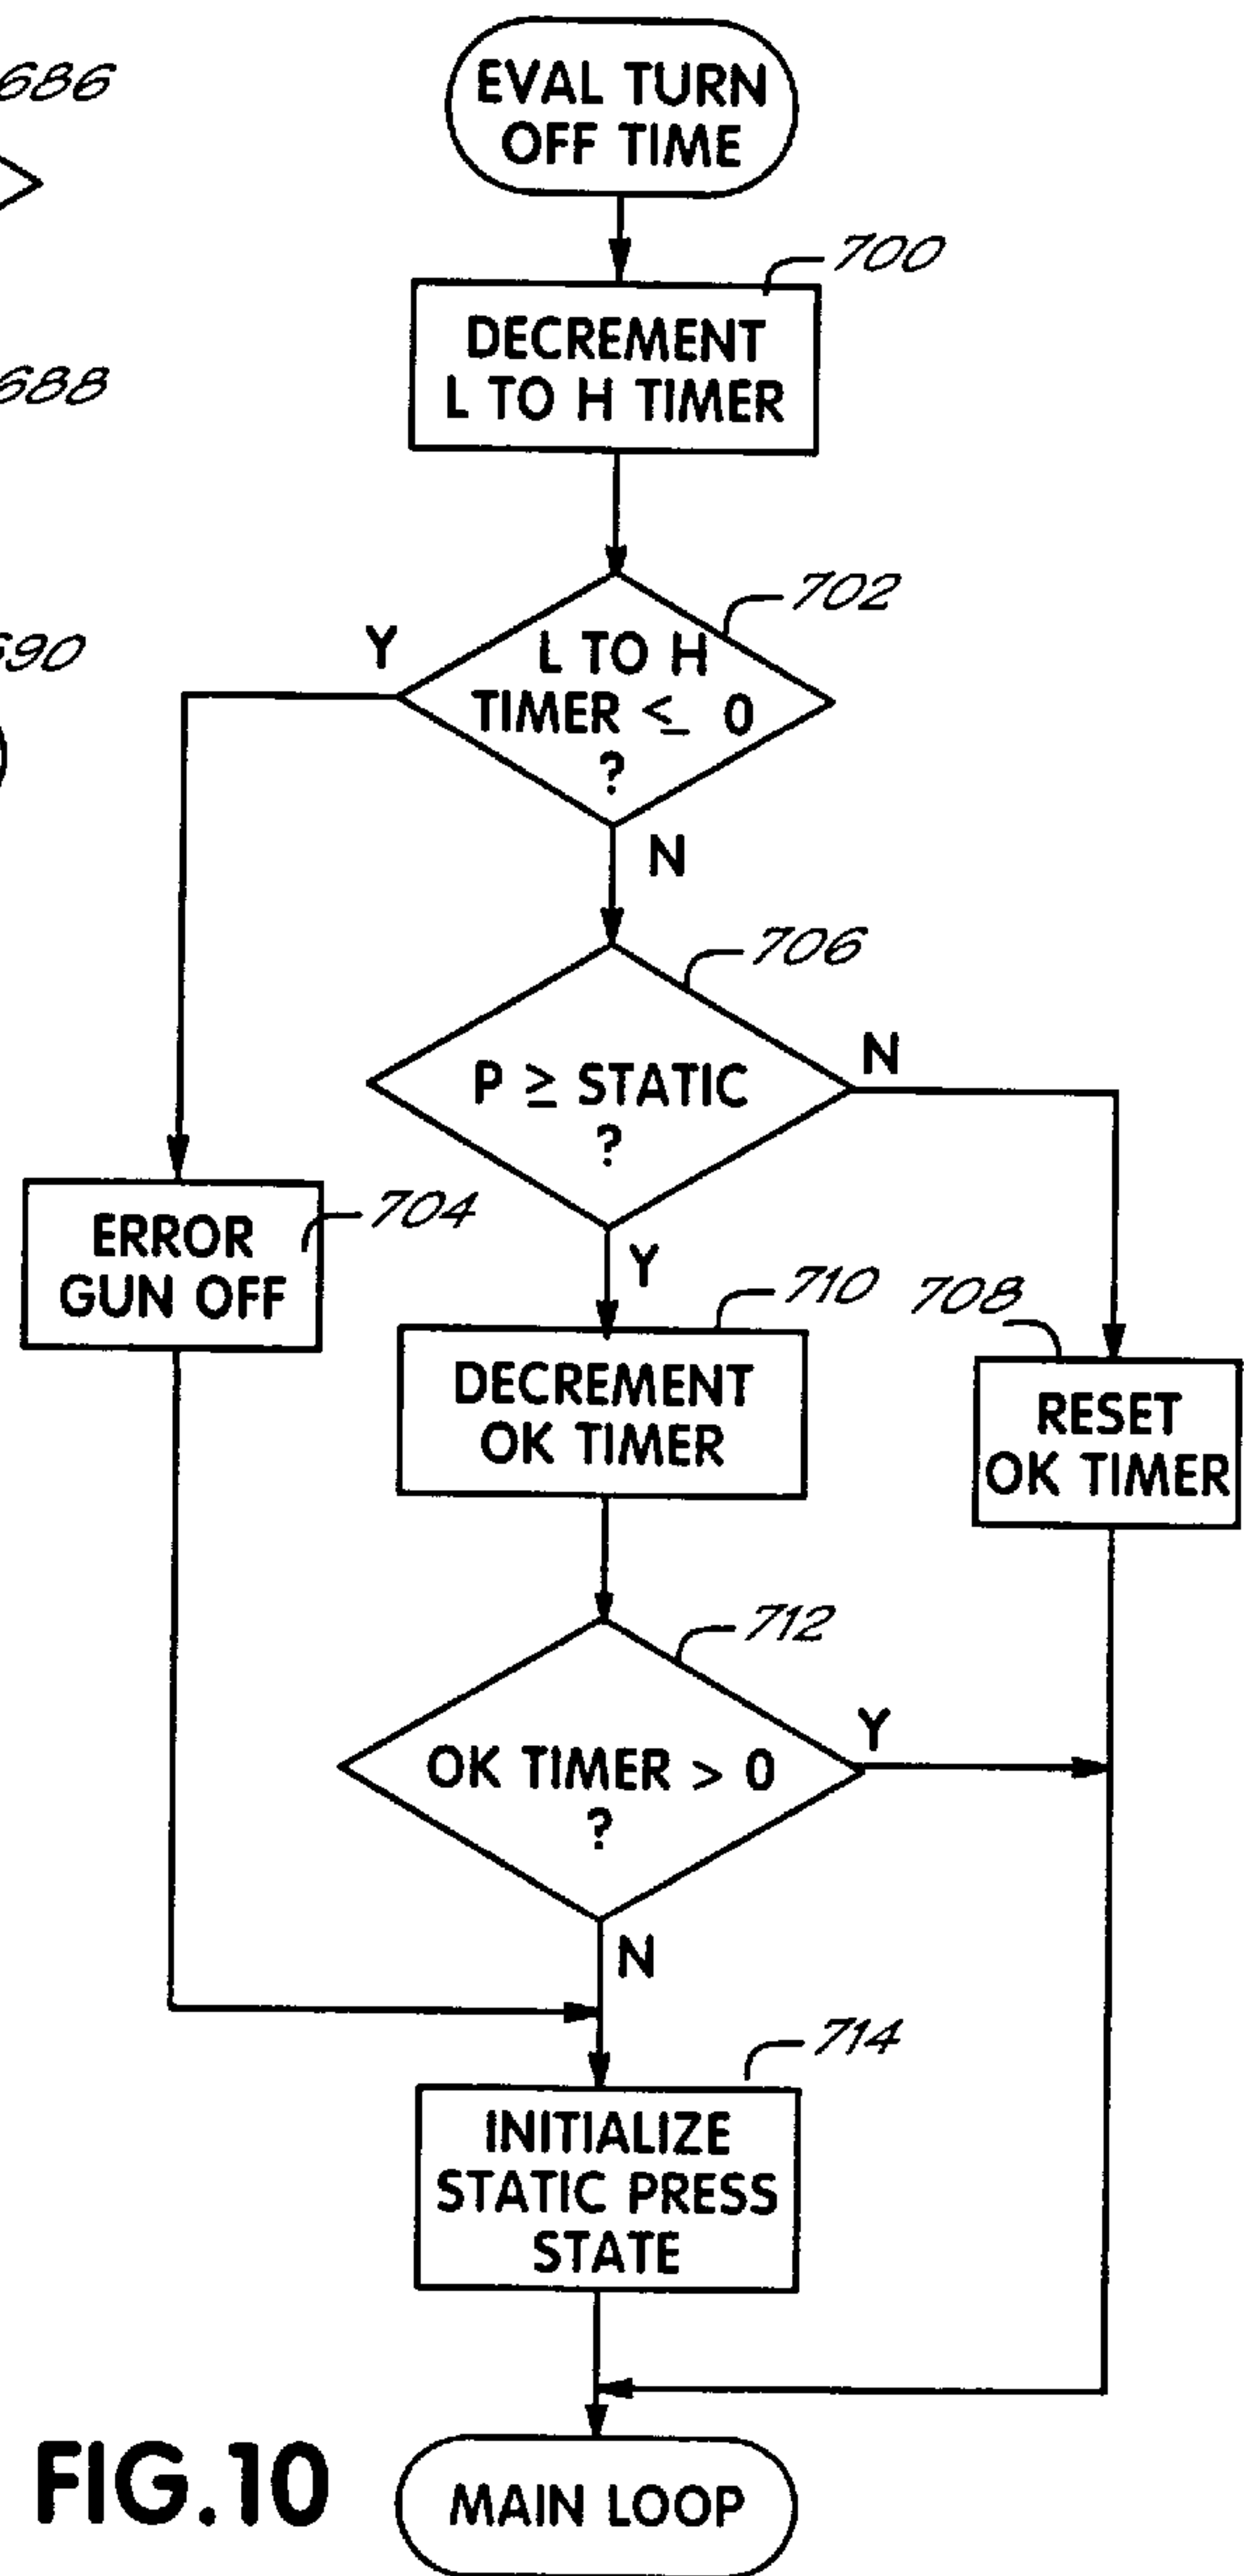 686
EVAL TURN
OFF TIME
700
DECREMENT
L TO H TIMER
688
702
Y
L TO H
TIMER ≤ 0
?
690
N
706
P ≥ STATIC
?
N
Y
ERROR
GUN OFF
704
710
708
DECREMENT
OK TIMER
RESET
OK TIMER
712
OK TIMER > 0
?
Y
N
714
INITIALIZE
STATIC PRESS
STATE
FIG.10
MAIN LOOP